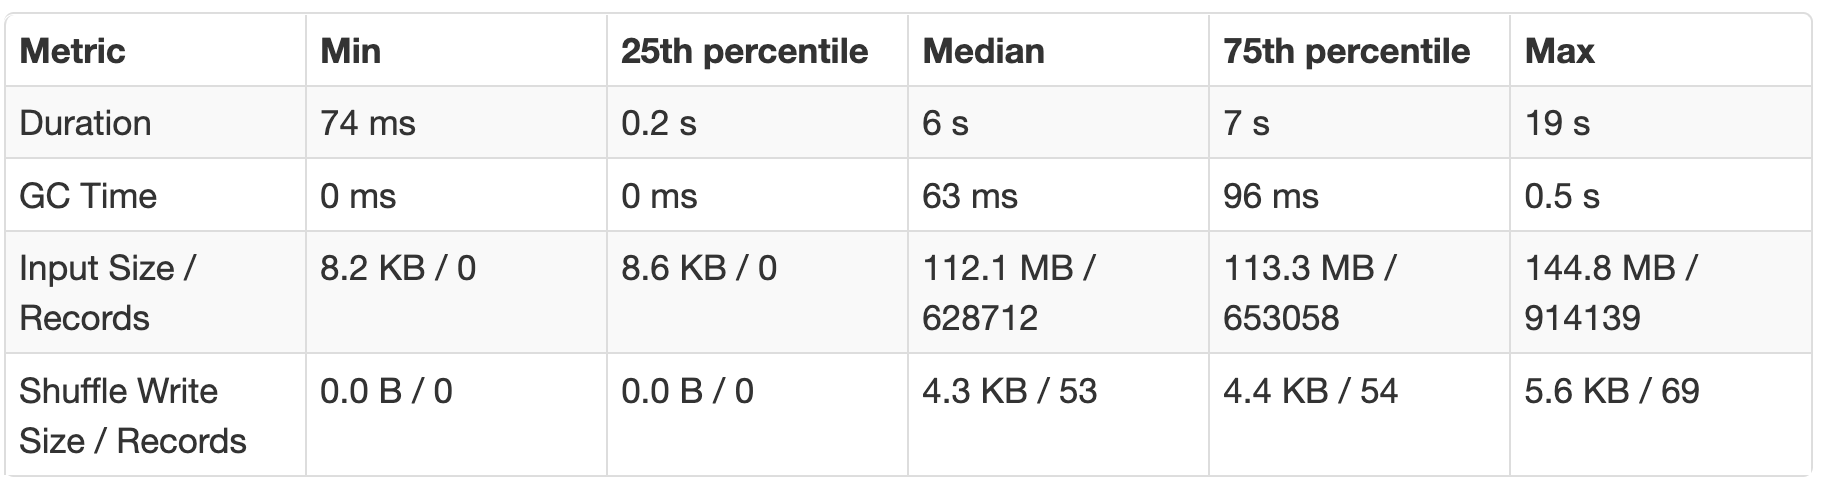 Metric Min 25th percentile Median 75th percentile Max
Duration 74 ms 0.2 s 6 s 7 s 19 s
GC Time 0 ms 0 ms 63 ms 96 ms 0.5 s
Input Size / 8.2 KB / 0 8.6 KB / 0 112.1 MB / 113.3 MB / 144.8 MB /
Records 628712 653058 914139
Shuffle Write 0.0 B / 0 0.0 B / 0 4.3 KB / 53 4.4 KB / 54 5.6 KB / 69
Size / Records